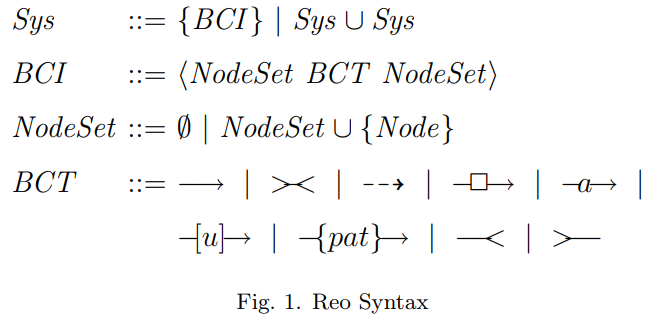 Sys ::= {BCI} | Sys ∪ Sys
BCI ::= ⟨NodeSet BCT NodeSet⟩
NodeSet ::= ∅ | NodeSet ∪ {Node}
BCT ::= ⟶ | >–< | --→ | –□→ | –a→ |
–[u]→ | –{pat}→ | —< | >—
Fig. 1. Reo Syntax